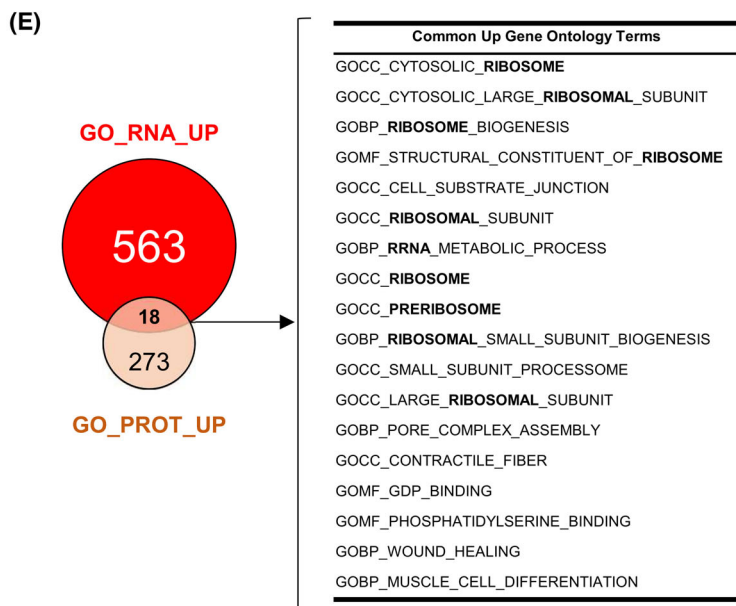 (E)
GO_RNA_UP
563
18
273
GO_PROT_UP
Common Up Gene Ontology Terms
GOCC_CYTOSOLIC_RIBOSOME
GOCC_CYTOSOLIC_LARGE_RIBOSOMAL_SUBUNIT
GOBP_RIBOSOME_BIOGENESIS
GOMF_STRUCTURAL_CONSTITUENT_OF_RIBOSOME
GOCC_CELL_SUBSTRATE_JUNCTION
GOCC_RIBOSOMAL_SUBUNIT
GOBP_RRNA_METABOLIC_PROCESS
GOCC_RIBOSOME
GOCC_PRERIBOSOME
GOBP_RIBOSOMAL_SMALL_SUBUNIT_BIOGENESIS
GOCC_SMALL_SUBUNIT_PROCESSOME
GOCC_LARGE_RIBOSOMAL_SUBUNIT
GOBP_PORE_COMPLEX_ASSEMBLY
GOCC_CONTRACTILE_FIBER
GOMF_GDP_BINDING
GOMF_PHOSPHATIDYLSERINE_BINDING
GOBP_WOUND_HEALING
GOBP_MUSCLE_CELL_DIFFERENTIATION